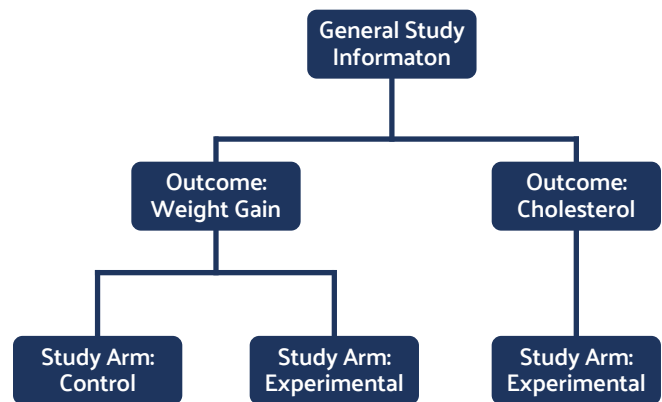 General Study
Informaton
Outcome:
Weight Gain
Outcome:
Cholesterol
Study Arm:
Control
Study Arm:
Experimental
Study Arm:
Experimental